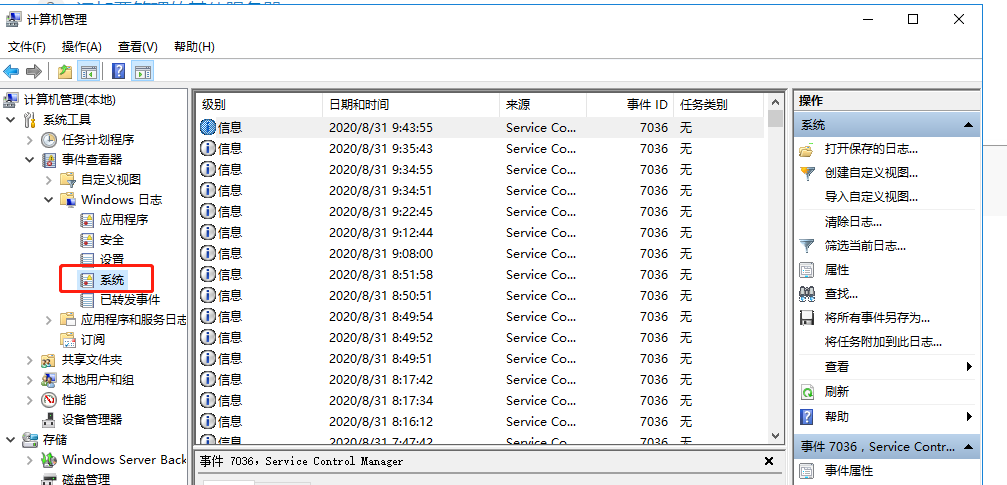 计算机管理
文件(F) 操作(A) 查看(V) 帮助(H)
计算机管理(本地)
系统工具
任务计划程序
事件查看器
自定义视图
Windows 日志
应用程序
安全
设置
系统
已转发事件
应用程序和服务日志
订阅
共享文件夹
本地用户和组
性能
设备管理器
存储
Windows Server Back
磁盘管理
级别 日期和时间 来源 事件 ID 任务类别
信息 2020/8/31 9:43:55 Service Co... 7036 无
信息 2020/8/31 9:35:43 Service Co... 7036 无
信息 2020/8/31 9:34:55 Service Co... 7036 无
信息 2020/8/31 9:34:51 Service Co... 7036 无
信息 2020/8/31 9:22:45 Service Co... 7036 无
信息 2020/8/31 9:12:44 Service Co... 7036 无
信息 2020/8/31 9:08:00 Service Co... 7036 无
信息 2020/8/31 8:51:58 Service Co... 7036 无
信息 2020/8/31 8:50:51 Service Co... 7036 无
信息 2020/8/31 8:49:54 Service Co... 7036 无
信息 2020/8/31 8:49:52 Service Co... 7036 无
信息 2020/8/31 8:49:51 Service Co... 7036 无
信息 2020/8/31 8:17:42 Service Co... 7036 无
信息 2020/8/31 8:17:34 Service Co... 7036 无
信息 2020/8/31 8:16:12 Service Co... 7036 无
信息 2020/8/31 7:47:42 Service Co... 7036 无
事件 7036，Service Control Manager
操作
系统
打开保存的日志...
创建自定义视图...
导入自定义视图...
清除日志...
筛选当前日志...
属性
查找...
将所有事件另存为...
将任务附加到此日志...
查看
刷新
帮助
事件 7036，Service Contr...
事件属性